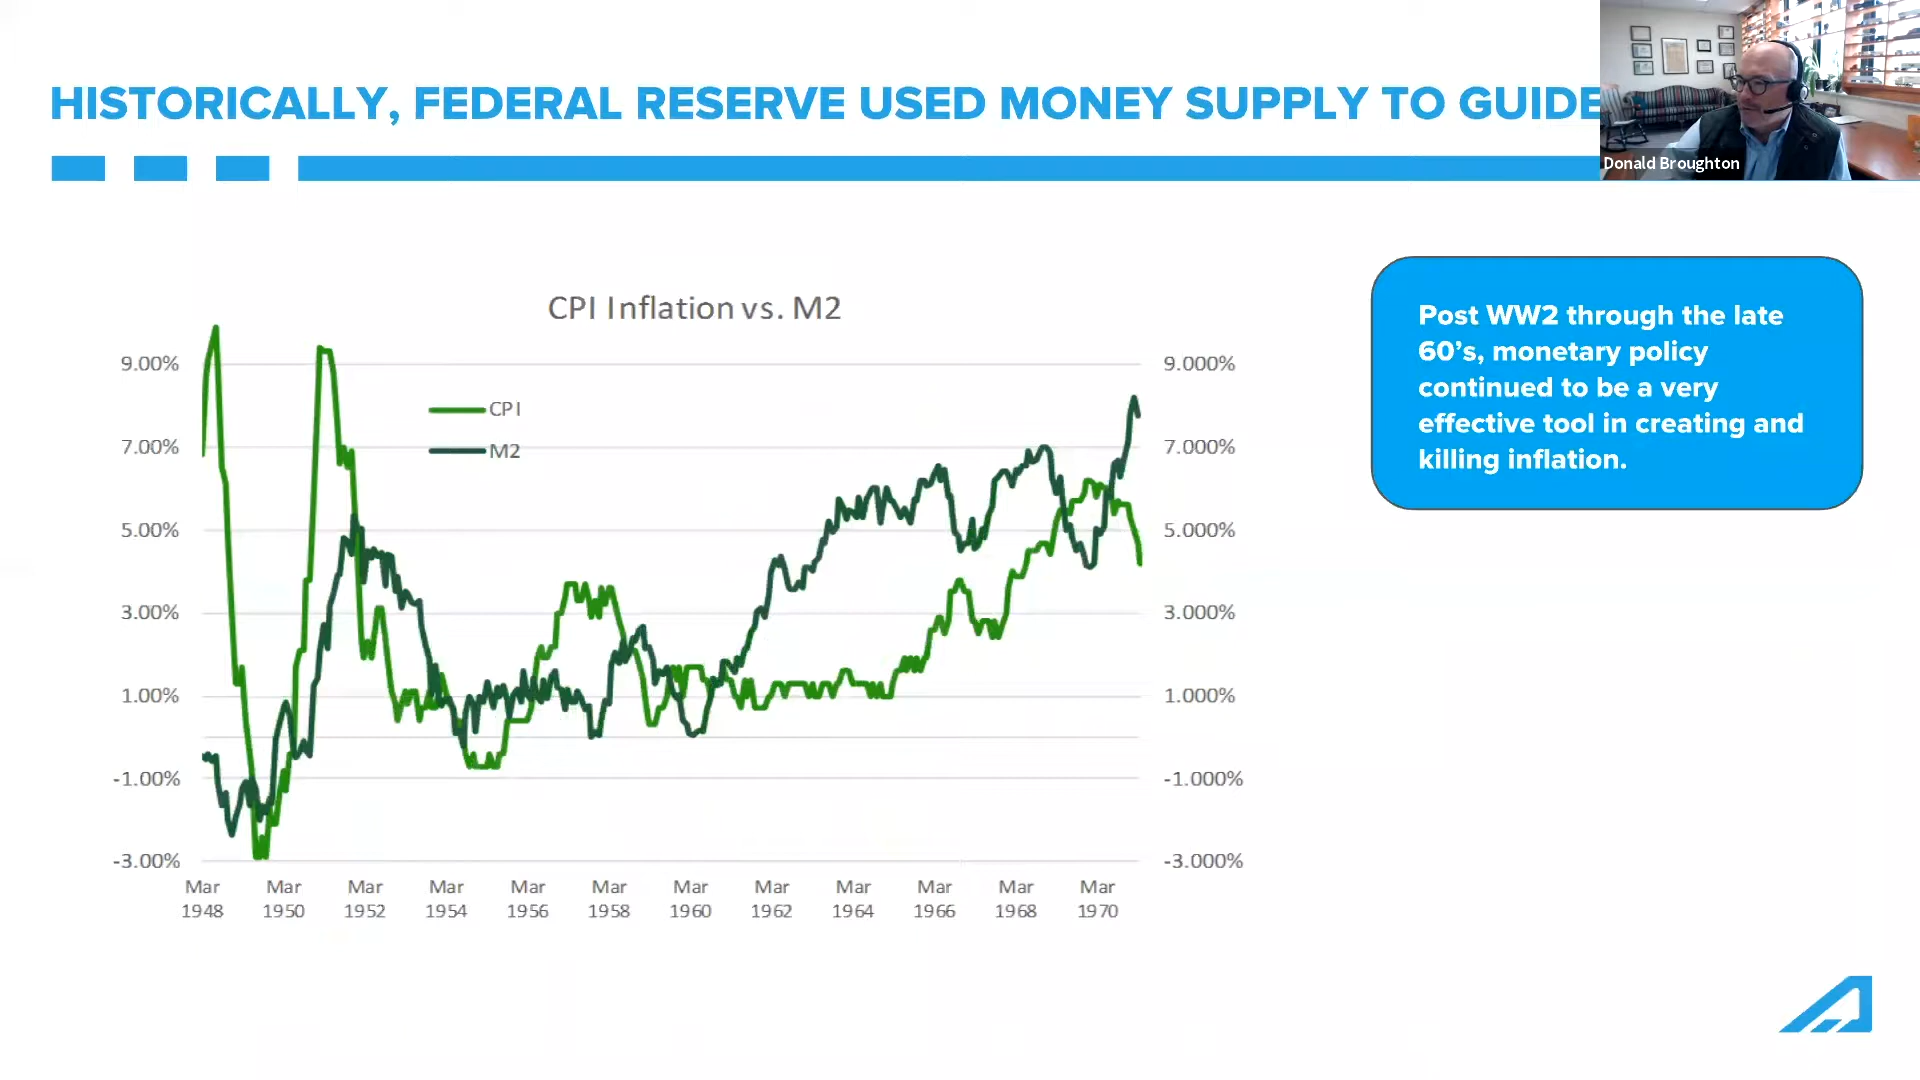 HISTORICALLY, FEDERAL RESERVE USED MONEY SUPPLY TO GUIDE
Donald Broughton
CPI Inflation vs. M2
9.00%
7.00%
5.00%
3.00%
1.00%
-1.00%
-3.00%
CPI
M2
9.000%
7.000%
5.000%
3.000%
1.000%
-1.000%
-3.000%
Mar Mar Mar Mar Mar Mar Mar Mar Mar Mar Mar Mar
1948 1950 1952 1954 1956 1958 1960 1962 1964 1966 1968 1970
Post WW2 through the late
60's, monetary policy
continued to be a very
effective tool in creating and
killing inflation.